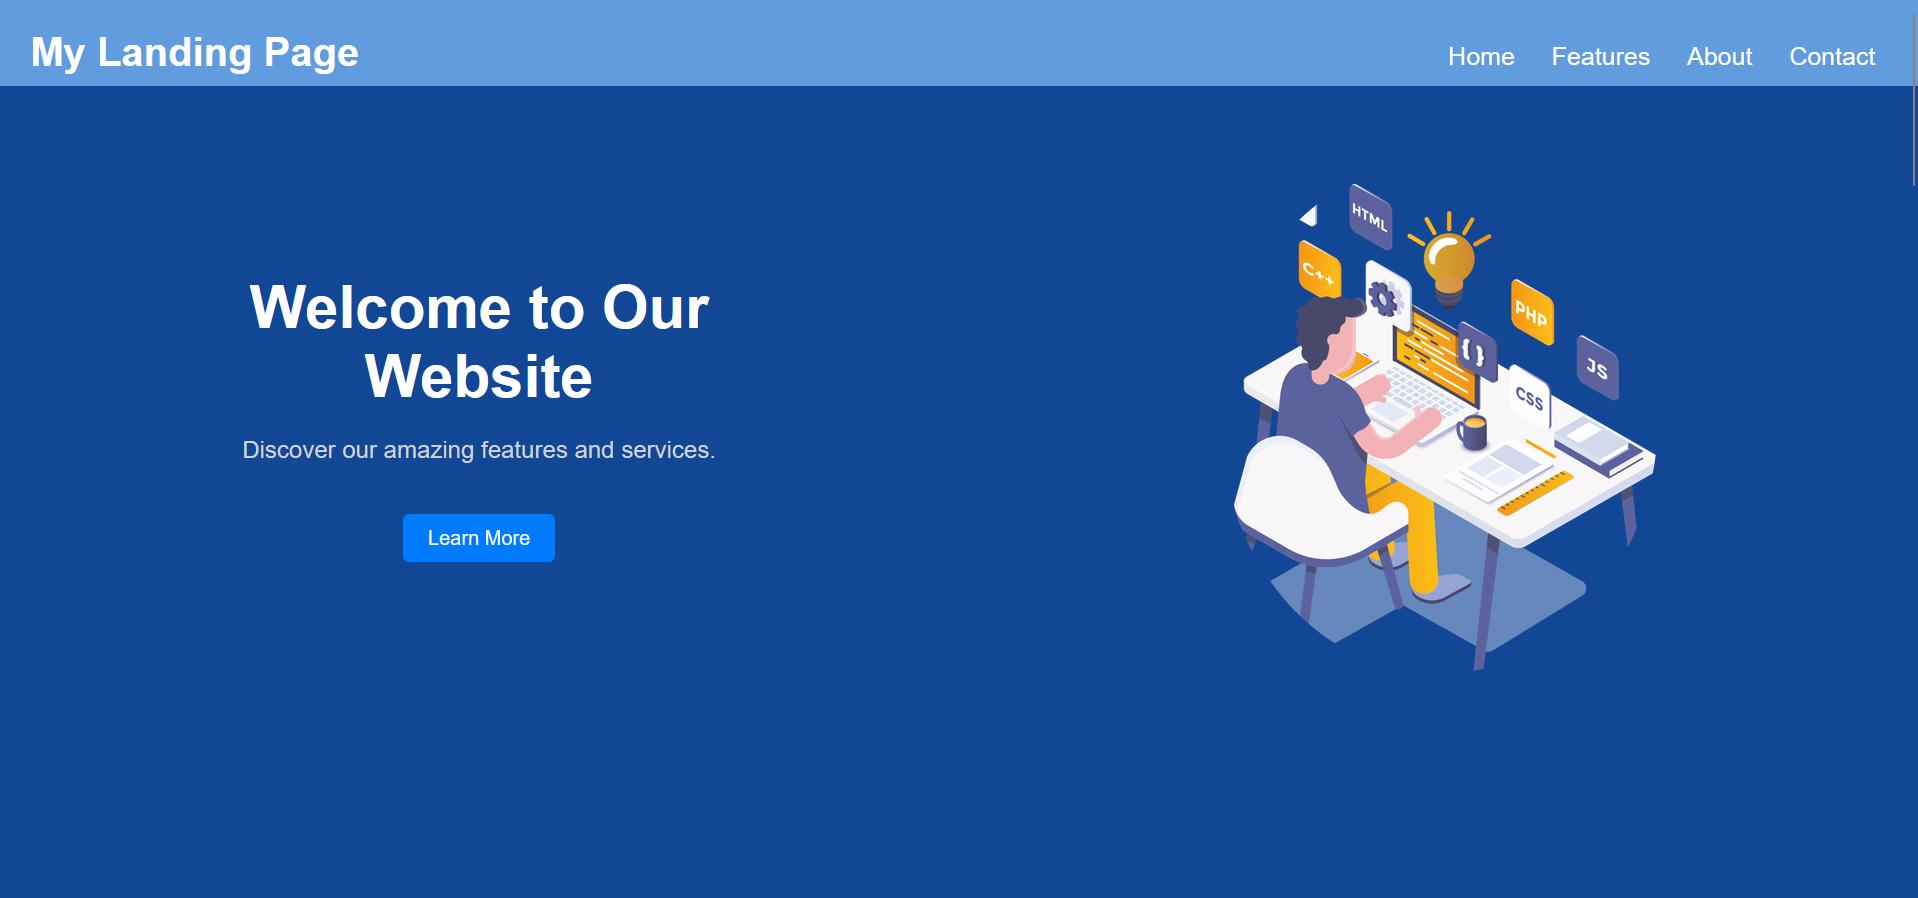 My Landing Page
Home Features About Contact
Welcome to Our
Website
Discover our amazing features and services.
Learn More
HTML
C++
PHP
{}
JS
CSS